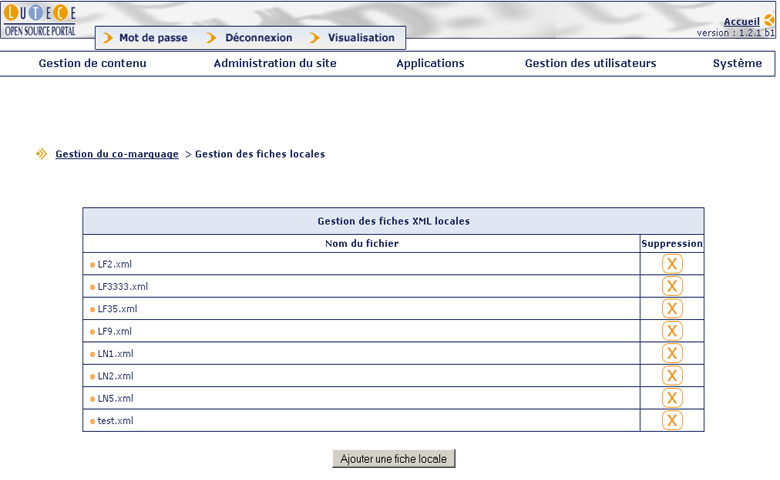 LUTECE
OPEN SOURCE PORTAL
Accueil
version : 1.2.1 b1
Mot de passe Déconnexion Visualisation
Gestion de contenu Administration du site Applications Gestion des utilisateurs Système
Gestion du co-marquage > Gestion des fiches locales
Gestion des fiches XML locales
Nom du fichier Suppression
LF2.xml X
LF3333.xml X
LF35.xml X
LF9.xml X
LN1.xml X
LN2.xml X
LN5.xml X
test.xml X
Ajouter une fiche locale